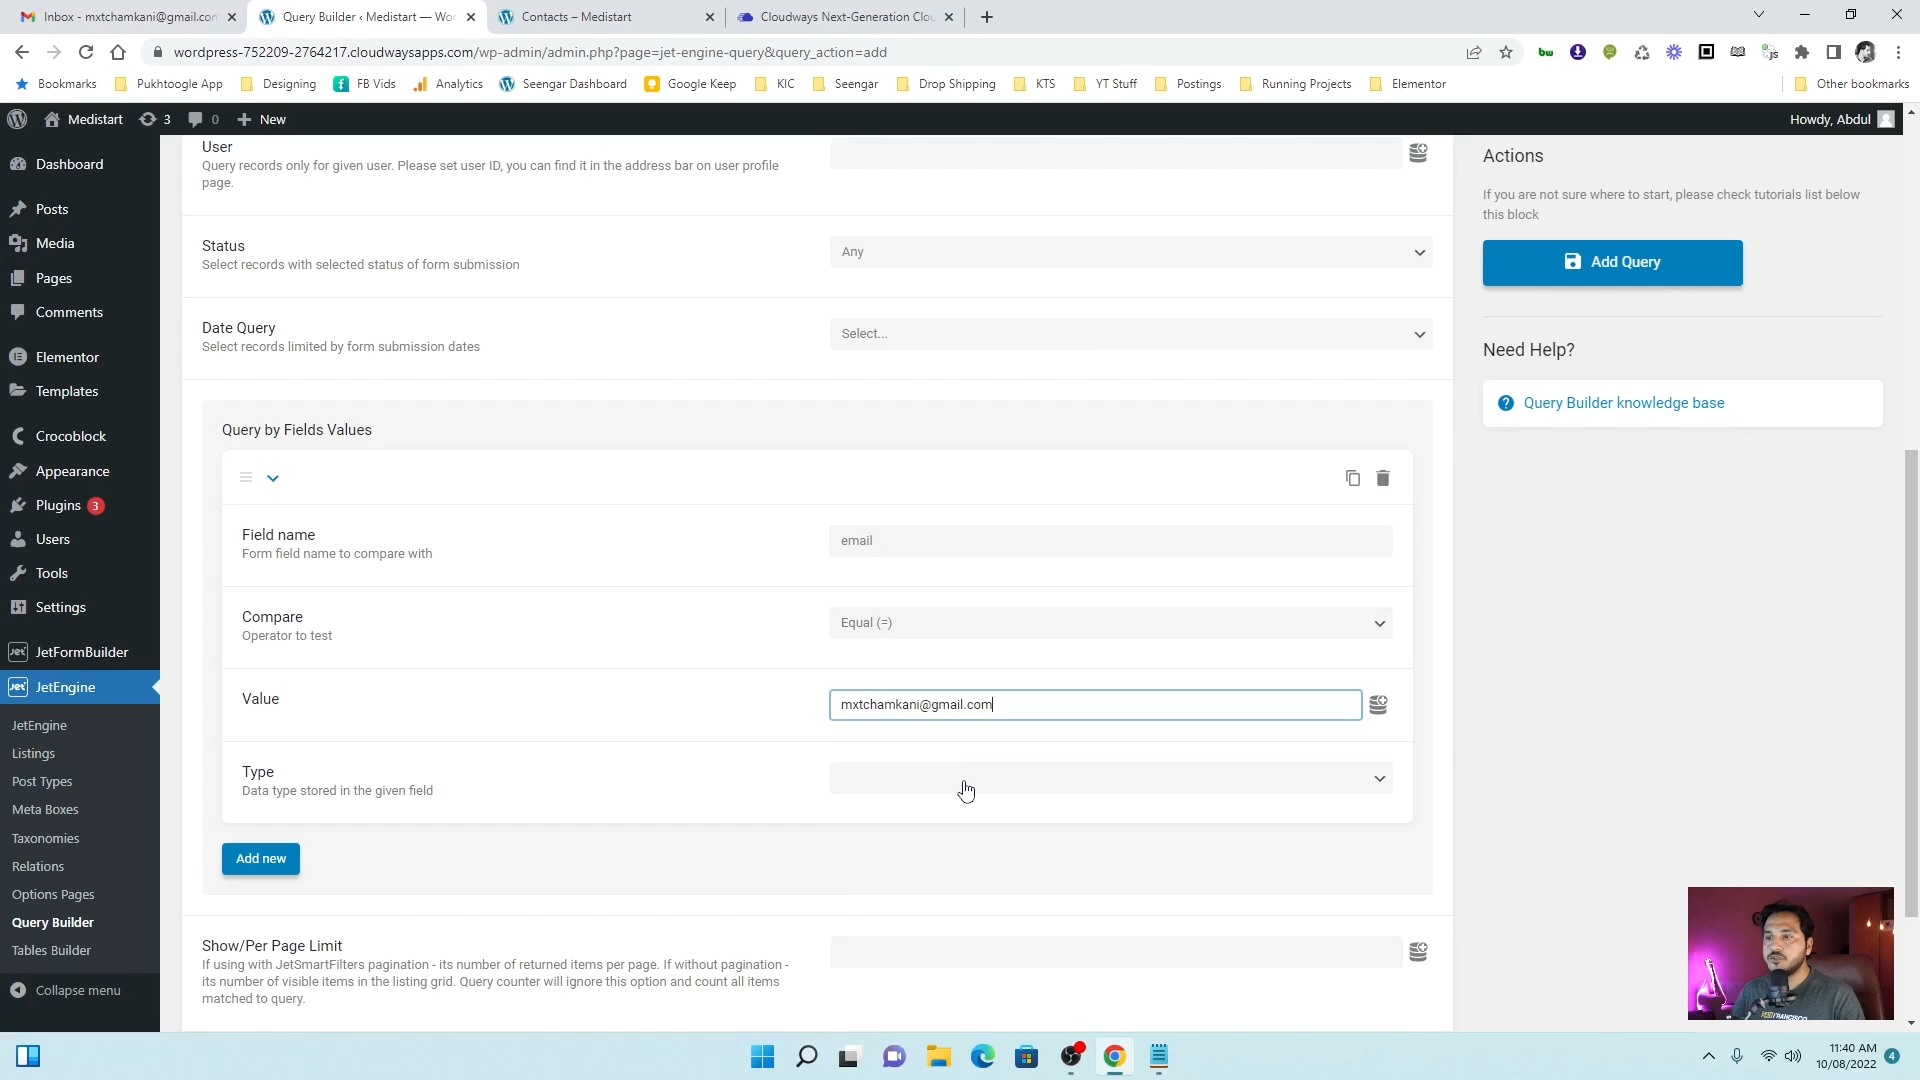 Inbox - mxtchamkani@gmail.con
Query Builder ‹ Medistart — Wor
Contacts – Medistart
Cloudways Next-Generation Clou
wordpress-752209-2764217.cloudwaysapps.com/wp-admin/admin.php?page=jet-engine-query&query_action=add
Bookmarks
Pukhtoogle App
Designing
FB Vids
Analytics
Seengar Dashboard
Google Keep
KIC
Seengar
Drop Shipping
KTS
YT Stuff
Postings
Running Projects
Elementor
Other bookmarks
Medistart
3
0
New
Howdy, Abdul
Dashboard
Posts
Media
Pages
Comments
Elementor
Templates
Crocoblock
Appearance
Plugins 3
Users
Tools
Settings
JetFormBuilder
JetEngine
JetEngine
Listings
Post Types
Meta Boxes
Taxonomies
Relations
Options Pages
Query Builder
Tables Builder
Collapse menu
User
Query records only for given user. Please set user ID, you can find it in the address bar on user profile
page.
Status
Select records with selected status of form submission
Any
Date Query
Select records limited by form submission dates
Select...
Query by Fields Values
Field name
Form field name to compare with
email
Compare
Operator to test
Equal (=)
Value
mxtchamkani@gmail.com
Type
Data type stored in the given field
Add new
Show/Per Page Limit
If using with JetSmartFilters pagination - its number of returned items per page. If without pagination -
its number of visible items in the listing grid. Query counter will ignore this option and count all items
matched to query.
Actions
If you are not sure where to start, please check tutorials list below
this block
Add Query
Need Help?
Query Builder knowledge base
11:40 AM
10/08/2022
4